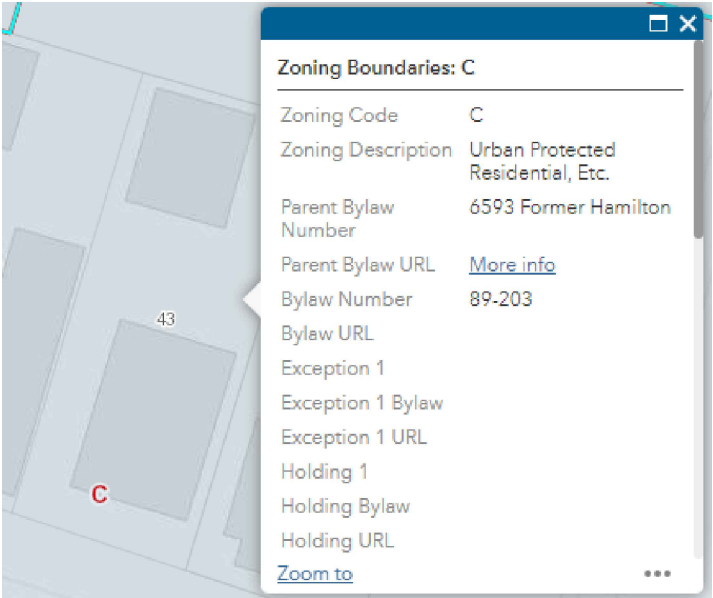 Zoning Boundaries: C
Zoning Code C
Zoning Description Urban Protected
Residential, Etc.
Parent Bylaw 6593 Former Hamilton
Number
Parent Bylaw URL More info
Bylaw Number 89-203
Bylaw URL
Exception 1
Exception 1 Bylaw
Exception 1 URL
Holding 1
Holding Bylaw
Holding URL
Zoom to
43
C